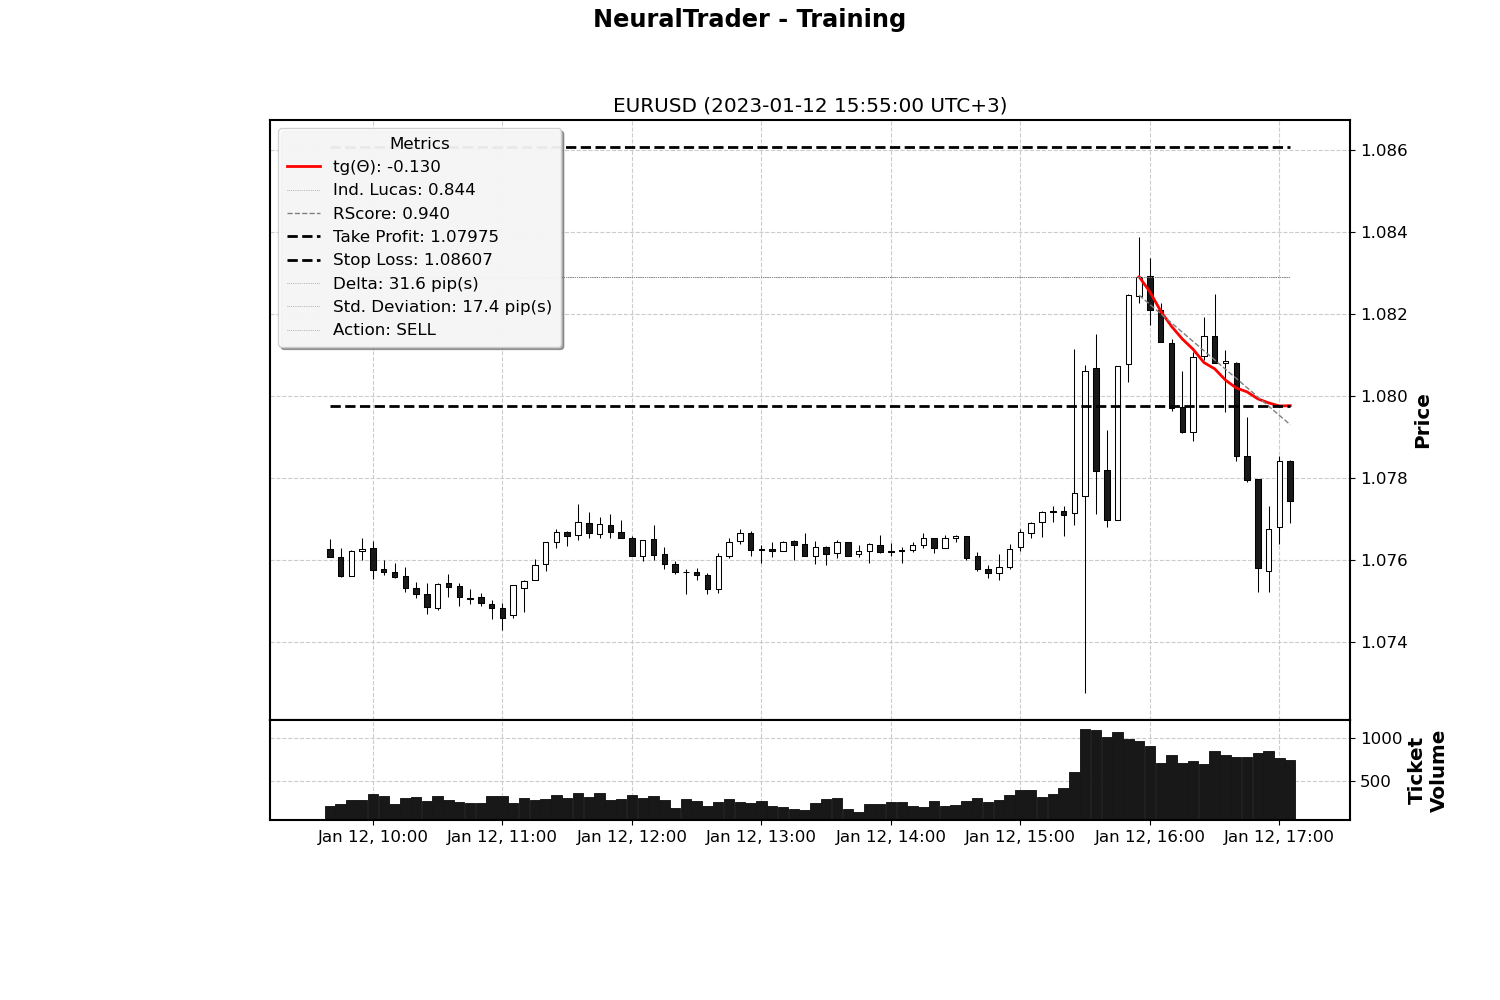 NeuralTrader - Training
EURUSD (2023-01-12 15:55:00 UTC+3)
Metrics
tg(Θ): -0.130
Ind. Lucas: 0.844
RScore: 0.940
Take Profit: 1.07975
Stop Loss: 1.08607
Delta: 31.6 pip(s)
Std. Deviation: 17.4 pip(s)
Action: SELL
1.086
1.084
1.082
1.080
1.078
1.076
1.074
Price
1000
500
Ticket
Volume
Jan 12, 10:00
Jan 12, 11:00
Jan 12, 12:00
Jan 12, 13:00
Jan 12, 14:00
Jan 12, 15:00
Jan 12, 16:00
Jan 12, 17:00